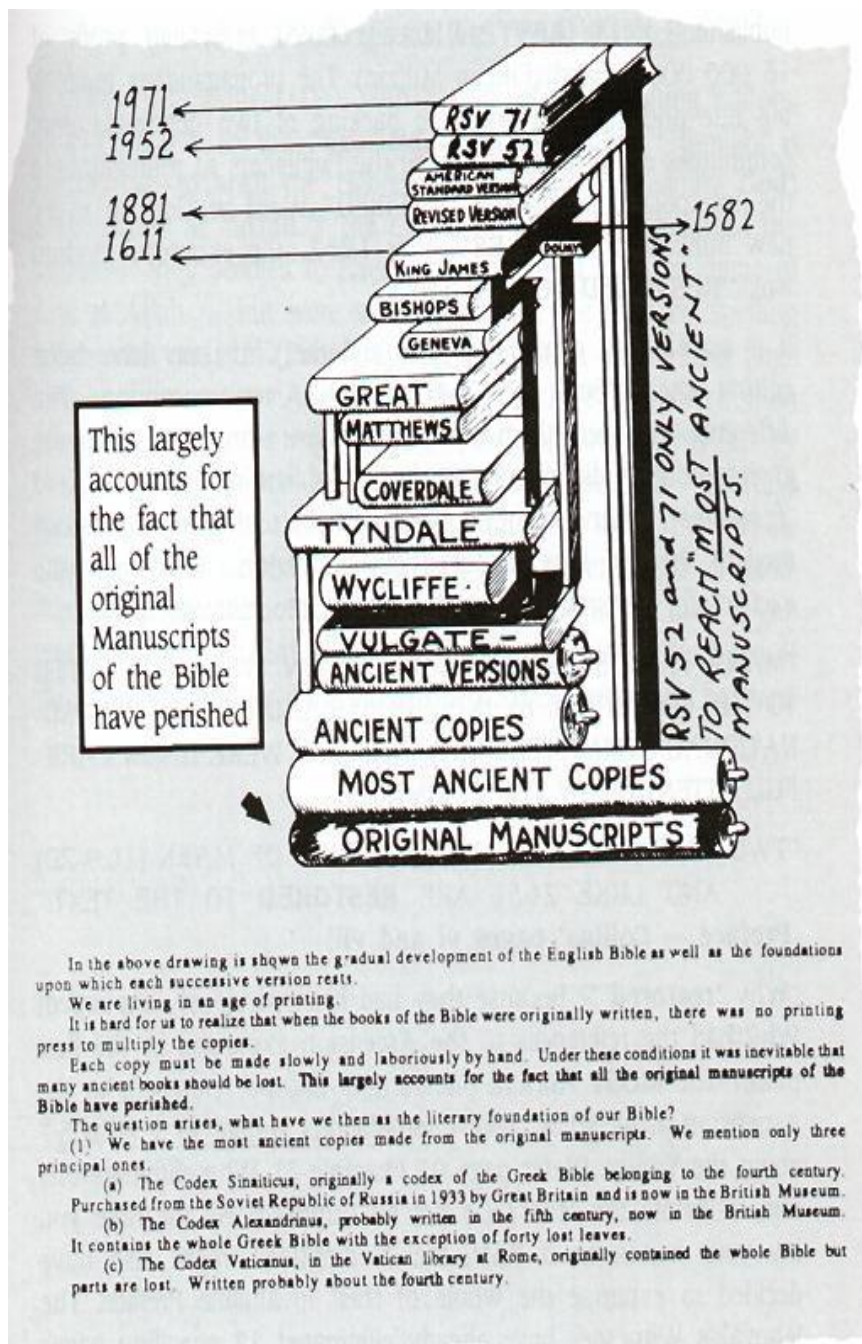 1971
1952
1881
1611
RSV 71
RSV 52
AMERICAN
STANDARD VERSION
REVISED VERSION
KING JAMES
BISHOPS
GENEVA
GREAT
MATTHEWS
COVERDALE
TYNDALE
WYCLIFFE.
VULGATE-
ANCIENT VERSIONS
ANCIENT COPIES
MOST ANCIENT COPIES
ORIGINAL MANUSCRIPTS
1582
DOUAY
RSV 52 and 71 ONLY VERSIONS
TO REACH "MOST ANCIENT"
MANUSCRIPTS.
This largely
accounts for
the fact that
all of the
original
Manuscripts
of the Bible
have perished
In the above drawing is shown the gradual development of the English Bible as well as the foundations
upon which each successive version rests.
We are living in an age of printing.
It is hard for us to realize that when the books of the Bible were originally written, there was no printing
press to multiply the copies.
Each copy must be made slowly and laboriously by hand. Under these conditions it was inevitable that
many ancient books should be lost. This largely accounts for the fact that all the original manuscripts of the
Bible have perished.
The question arises, what have we then as the literary foundation of our Bible?
(1) We have the most ancient copies made from the original manuscripts. We mention only three
principal ones.
(a) The Codex Sinaiticus, originally a codex of the Greek Bible belonging to the fourth century.
Purchased from the Soviet Republic of Russia in 1933 by Great Britain and is now in the British Museum.
(b) The Codex Alexandrinus, probably written in the fifth century, now in the British Museum.
It contains the whole Greek Bible with the exception of forty lost leaves.
(c) The Codex Vaticanus, in the Vatican library at Rome, originally contained the whole Bible but
parts are lost. Written probably about the fourth century.